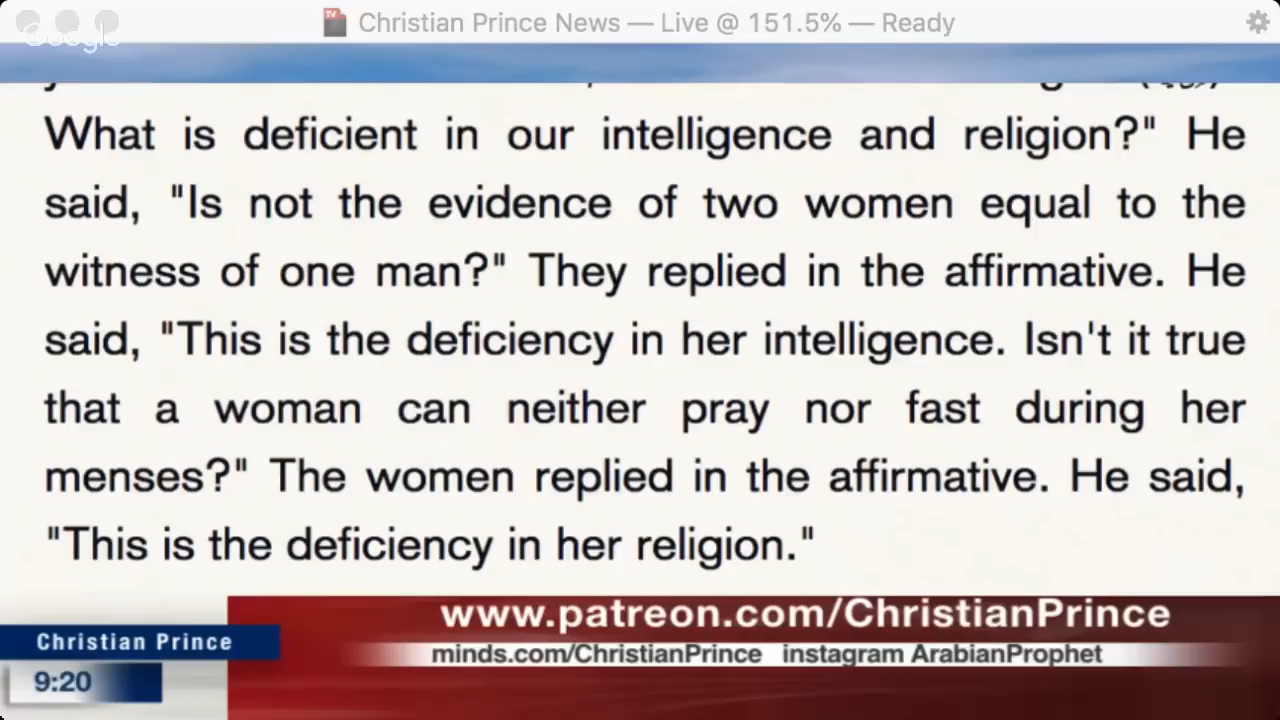 Google
Christian Prince News — Live @ 151.5% — Ready
What is deficient in our intelligence and religion?" He
said, "Is not the evidence of two women equal to the
witness of one man?" They replied in the affirmative. He
said, "This is the deficiency in her intelligence. Isn't it true
that a woman can neither pray nor fast during her
menses?" The women replied in the affirmative. He said,
"This is the deficiency in her religion."
www.patreon.com/ChristianPrince
Christian Prince
minds.com/ChristianPrince instagram ArabianProphet
9:20